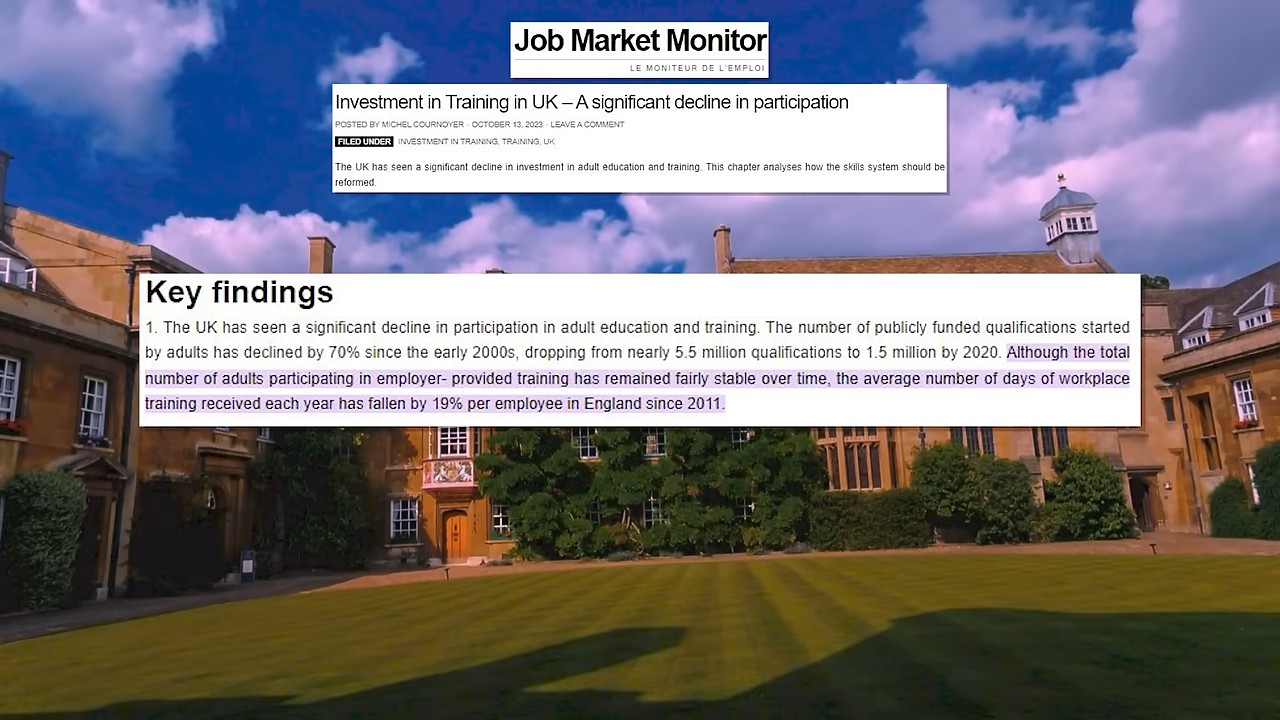 Job Market Monitor
LE MONITEUR DE L'EMPLOI
Investment in Training in UK – A significant decline in participation
POSTED BY MICHEL COURNOYER · OCTOBER 13, 2023 · LEAVE A COMMENT
FILED UNDER INVESTMENT IN TRAINING, TRAINING, UK
The UK has seen a significant decline in investment in adult education and training. This chapter analyses how the skills system should be
reformed.
Key findings
1. The UK has seen a significant decline in participation in adult education and training. The number of publicly funded qualifications started
by adults has declined by 70% since the early 2000s, dropping from nearly 5.5 million qualifications to 1.5 million by 2020. Although the total
number of adults participating in employer- provided training has remained fairly stable over time, the average number of days of workplace
training received each year has fallen by 19% per employee in England since 2011.